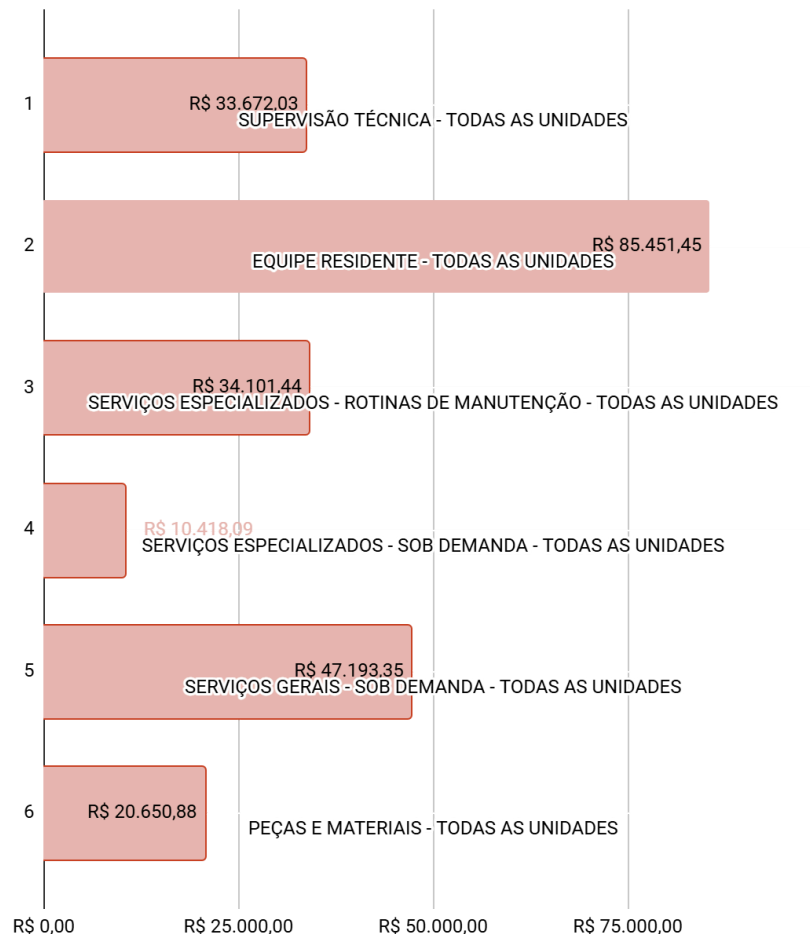 1
R$ 33.672,03
SUPERVISÃO TÉCNICA - TODAS AS UNIDADES
2
R$ 85.451,45
EQUIPE RESIDENTE - TODAS AS UNIDADES
3
R$ 34.101,44
SERVIÇOS ESPECIALIZADOS - ROTINAS DE MANUTENÇÃO - TODAS AS UNIDADES
4
R$ 10.418,09
SERVIÇOS ESPECIALIZADOS - SOB DEMANDA - TODAS AS UNIDADES
5
R$ 47.193,35
SERVIÇOS GERAIS - SOB DEMANDA - TODAS AS UNIDADES
6
R$ 20.650,88
PEÇAS E MATERIAIS - TODAS AS UNIDADES
R$ 0,00 R$ 25.000,00 R$ 50.000,00 R$ 75.000,00